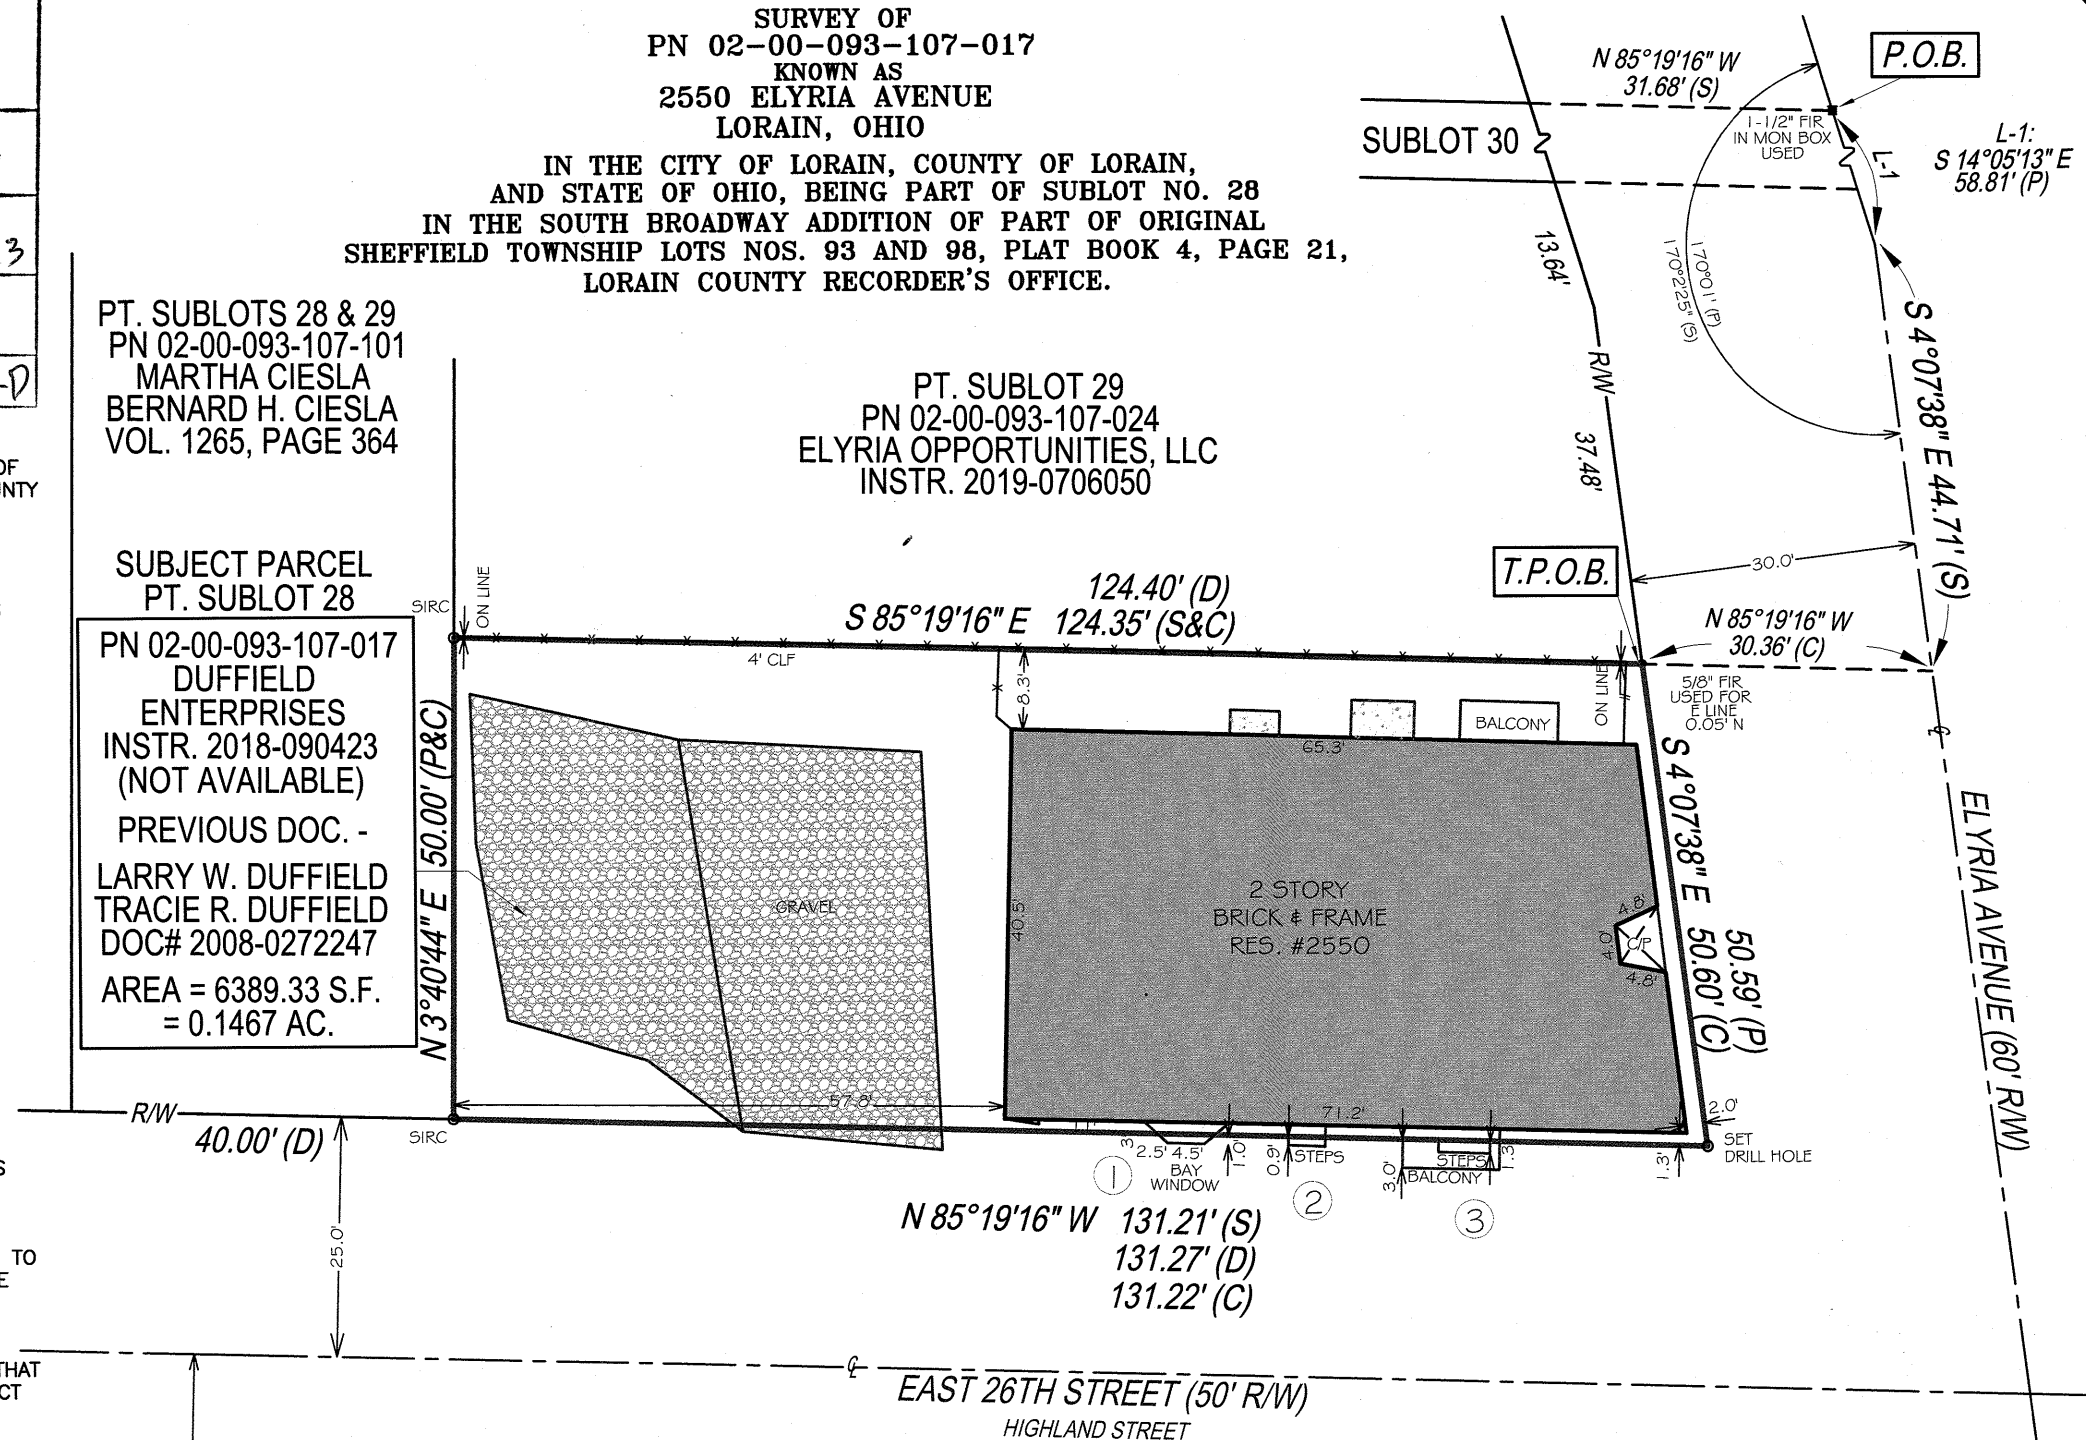 SURVEY OF
PN 02-00-093-107-017
KNOWN AS
2550 ELYRIA AVENUE
LORAIN, OHIO
IN THE CITY OF LORAIN, COUNTY OF LORAIN,
AND STATE OF OHIO, BEING PART OF SUBLOT NO. 28
IN THE SOUTH BROADWAY ADDITION OF PART OF ORIGINAL
SHEFFIELD TOWNSHIP LOTS NOS. 93 AND 98, PLAT BOOK 4, PAGE 21,
LORAIN COUNTY RECORDER'S OFFICE.
N 85°19'16" W
31.68' (S)
P.O.B.
SUBLOT 30
1-1/2" FIR
IN MON BOX
USED
L-1
L-1:
S 14°05'13" E
58.81' (P)
13.64'
170°01' (P)
170°2'25" (S)
R/W
37.48'
S 4°07'38" E 44.71' (S)
3
-D
OF
UNTY
PT. SUBLOTS 28 & 29
PN 02-00-093-107-101
MARTHA CIESLA
BERNARD H. CIESLA
VOL. 1265, PAGE 364
PT. SUBLOT 29
PN 02-00-093-107-024
ELYRIA OPPORTUNITIES, LLC
INSTR. 2019-0706050
SUBJECT PARCEL
PT. SUBLOT 28
PN 02-00-093-107-017
DUFFIELD
ENTERPRISES
INSTR. 2018-090423
(NOT AVAILABLE)
PREVIOUS DOC. -
LARRY W. DUFFIELD
TRACIE R. DUFFIELD
DOC# 2008-0272247
AREA = 6389.33 S.F.
= 0.1467 AC.
SIRC
ON LINE
124.40' (D)
S 85°19'16" E 124.35' (S&C)
4' CLF
T.P.O.B.
30.0'
N 85°19'16" W
30.36' (C)
5/8" FIR
USED FOR
E LINE
0.05' N
ON LINE
8.3'
BALCONY
65.3'
N 3°40'44" E 50.00' (P&C)
GRAVEL
40.5'
2 STORY
BRICK & FRAME
RES. #2550
4.8'
4.0'
C/P
4.8'
S 4°07'38" E
50.59' (P)
50.60' (C)
℄
ELYRIA AVENUE (60' R/W)
57.8'
71.2'
2.0'
R/W
40.00' (D)
SIRC
2.5' 4.5'
BAY
WINDOW
1.0'
0.9'
STEPS
3.0'
STEPS
BALCONY
1.3'
1.3'
SET
DRILL HOLE
1
2
3
N 85°19'16" W 131.21' (S)
131.27' (D)
131.22' (C)
25.0'
S
TO
E
THAT
CT
℄
EAST 26TH STREET (50' R/W)
HIGHLAND STREET